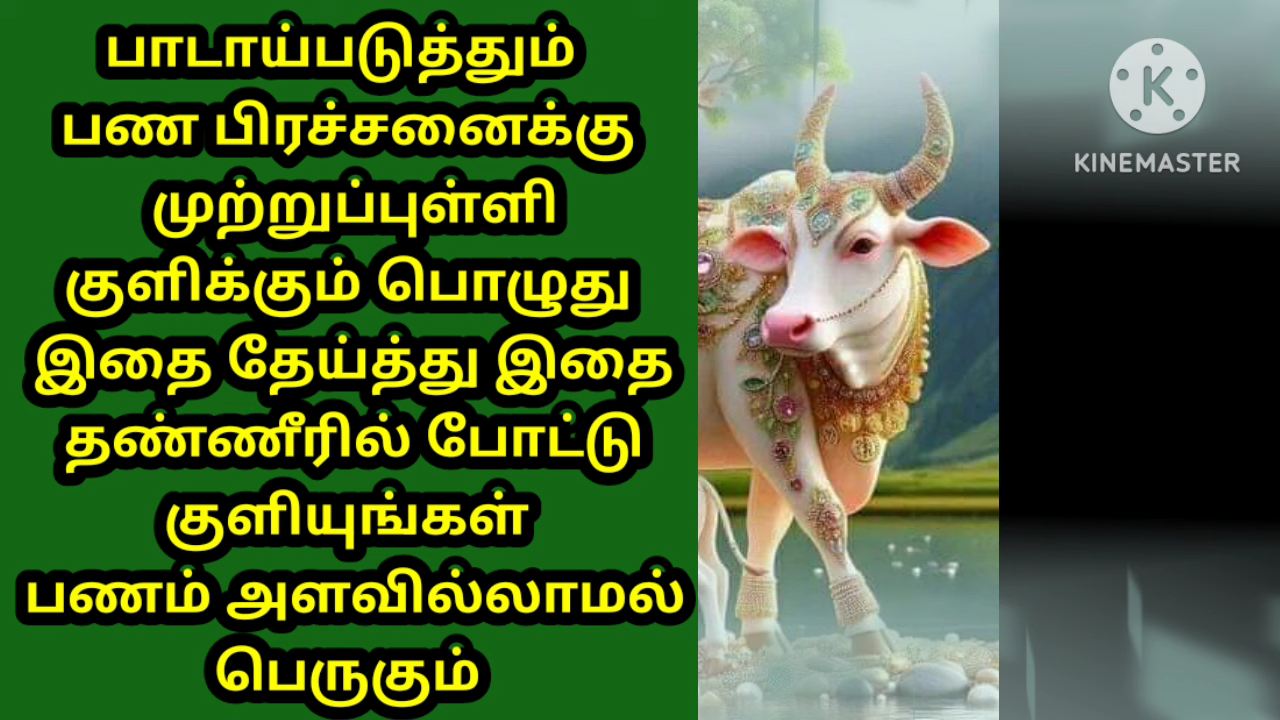 பாடாய்படுத்தும்
பண பிரச்சனைக்கு
முற்றுப்புள்ளி
குளிக்கும் பொழுது
இதை தேய்த்து இதை
தண்ணீரில் போட்டு
குளியுங்கள்
பணம் அளவில்லாமல்
பெருகும்
K
KINEMASTER